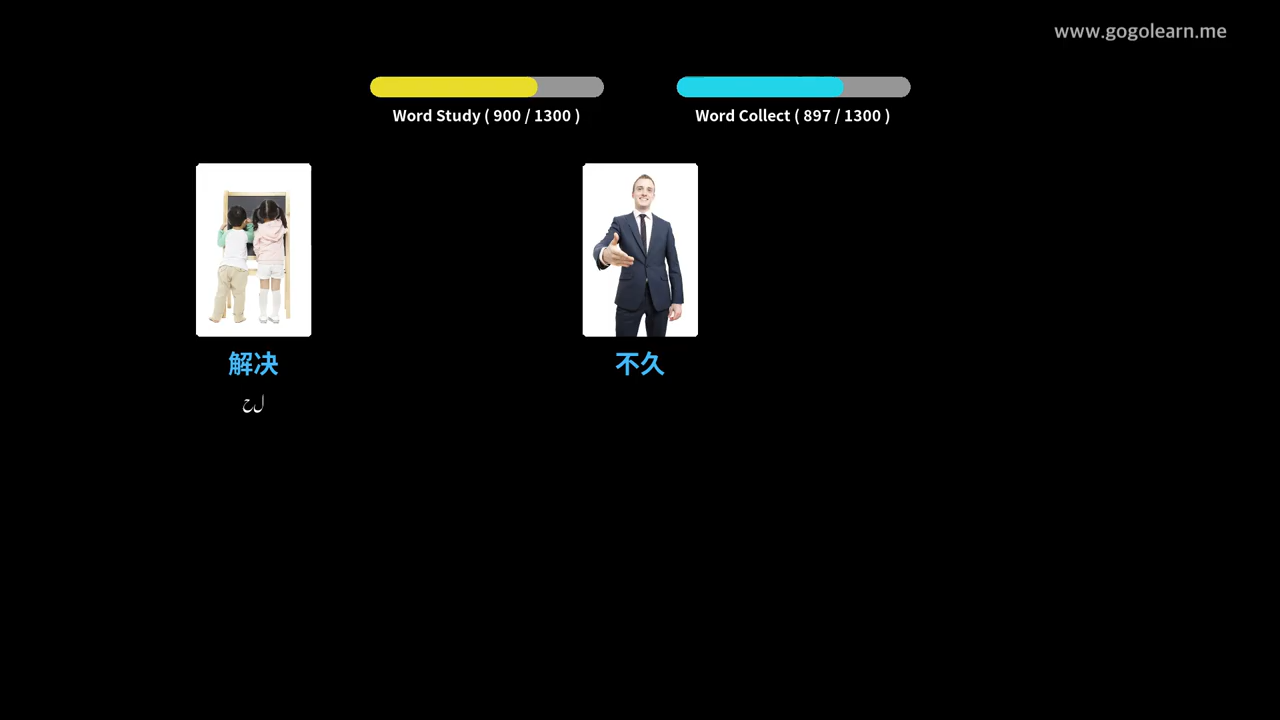 www.gogolearn.me
Word Study ( 900 / 1300 )
Word Collect ( 897 / 1300 )
解决
不久
حل